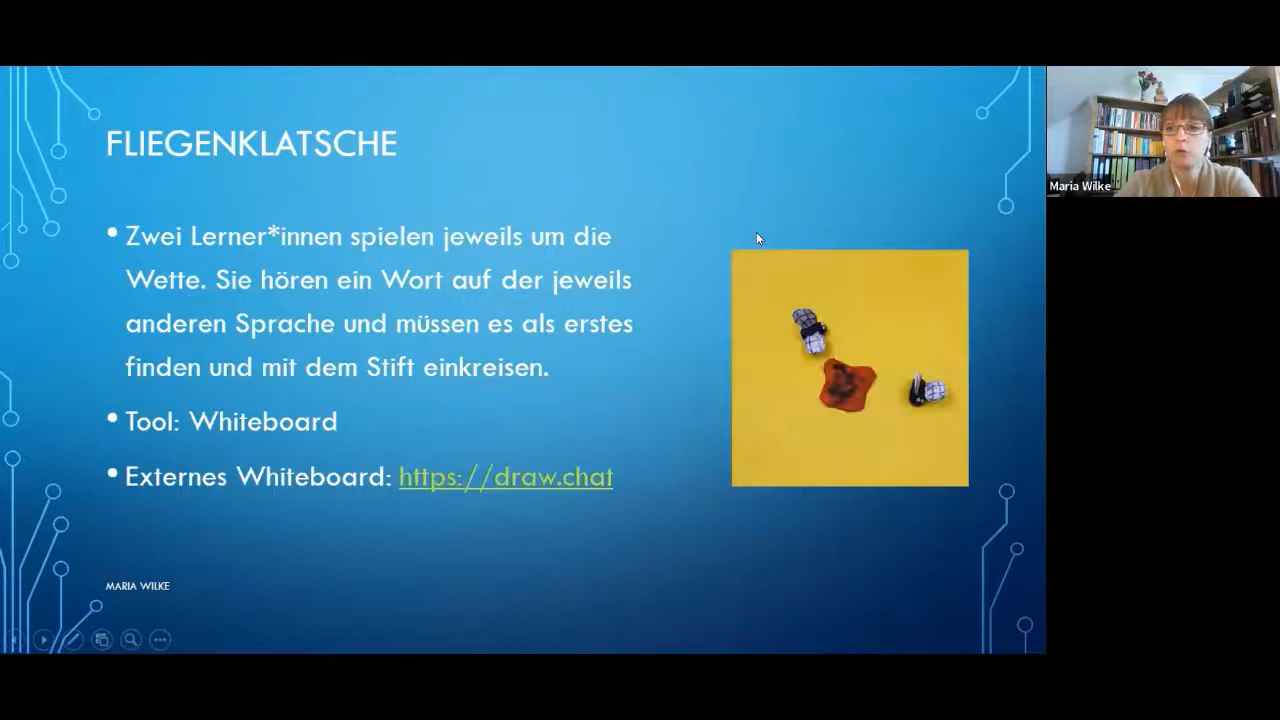 FLIEGENKLATSCHE
• Zwei Lerner*innen spielen jeweils um die
Wette. Sie hören ein Wort auf der jeweils
anderen Sprache und müssen es als erstes
finden und mit dem Stift einkreisen.
• Tool: Whiteboard
• Externes Whiteboard: https://draw.chat
MARIA WILKE
Maria Wilke